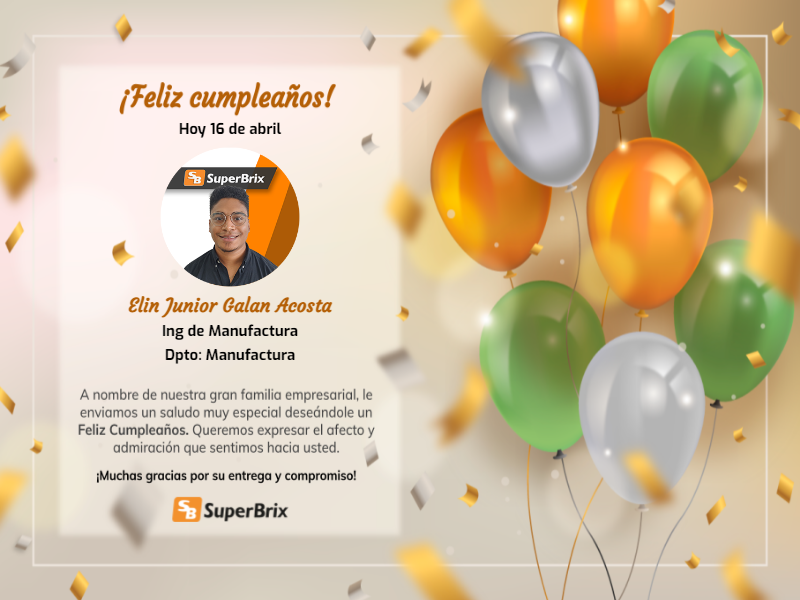 ¡Feliz cumpleaños!
Hoy 16 de abril
SB SuperBrix
Elin Junior Galan Acosta
Ing de Manufactura
Dpto: Manufactura
A nombre de nuestra gran familia empresarial, le
enviamos un saludo muy especial deseándole un
Feliz Cumpleaños. Queremos expresar el afecto y
admiración que sentimos hacia usted.
¡Muchas gracias por su entrega y compromiso!
SB SuperBrix